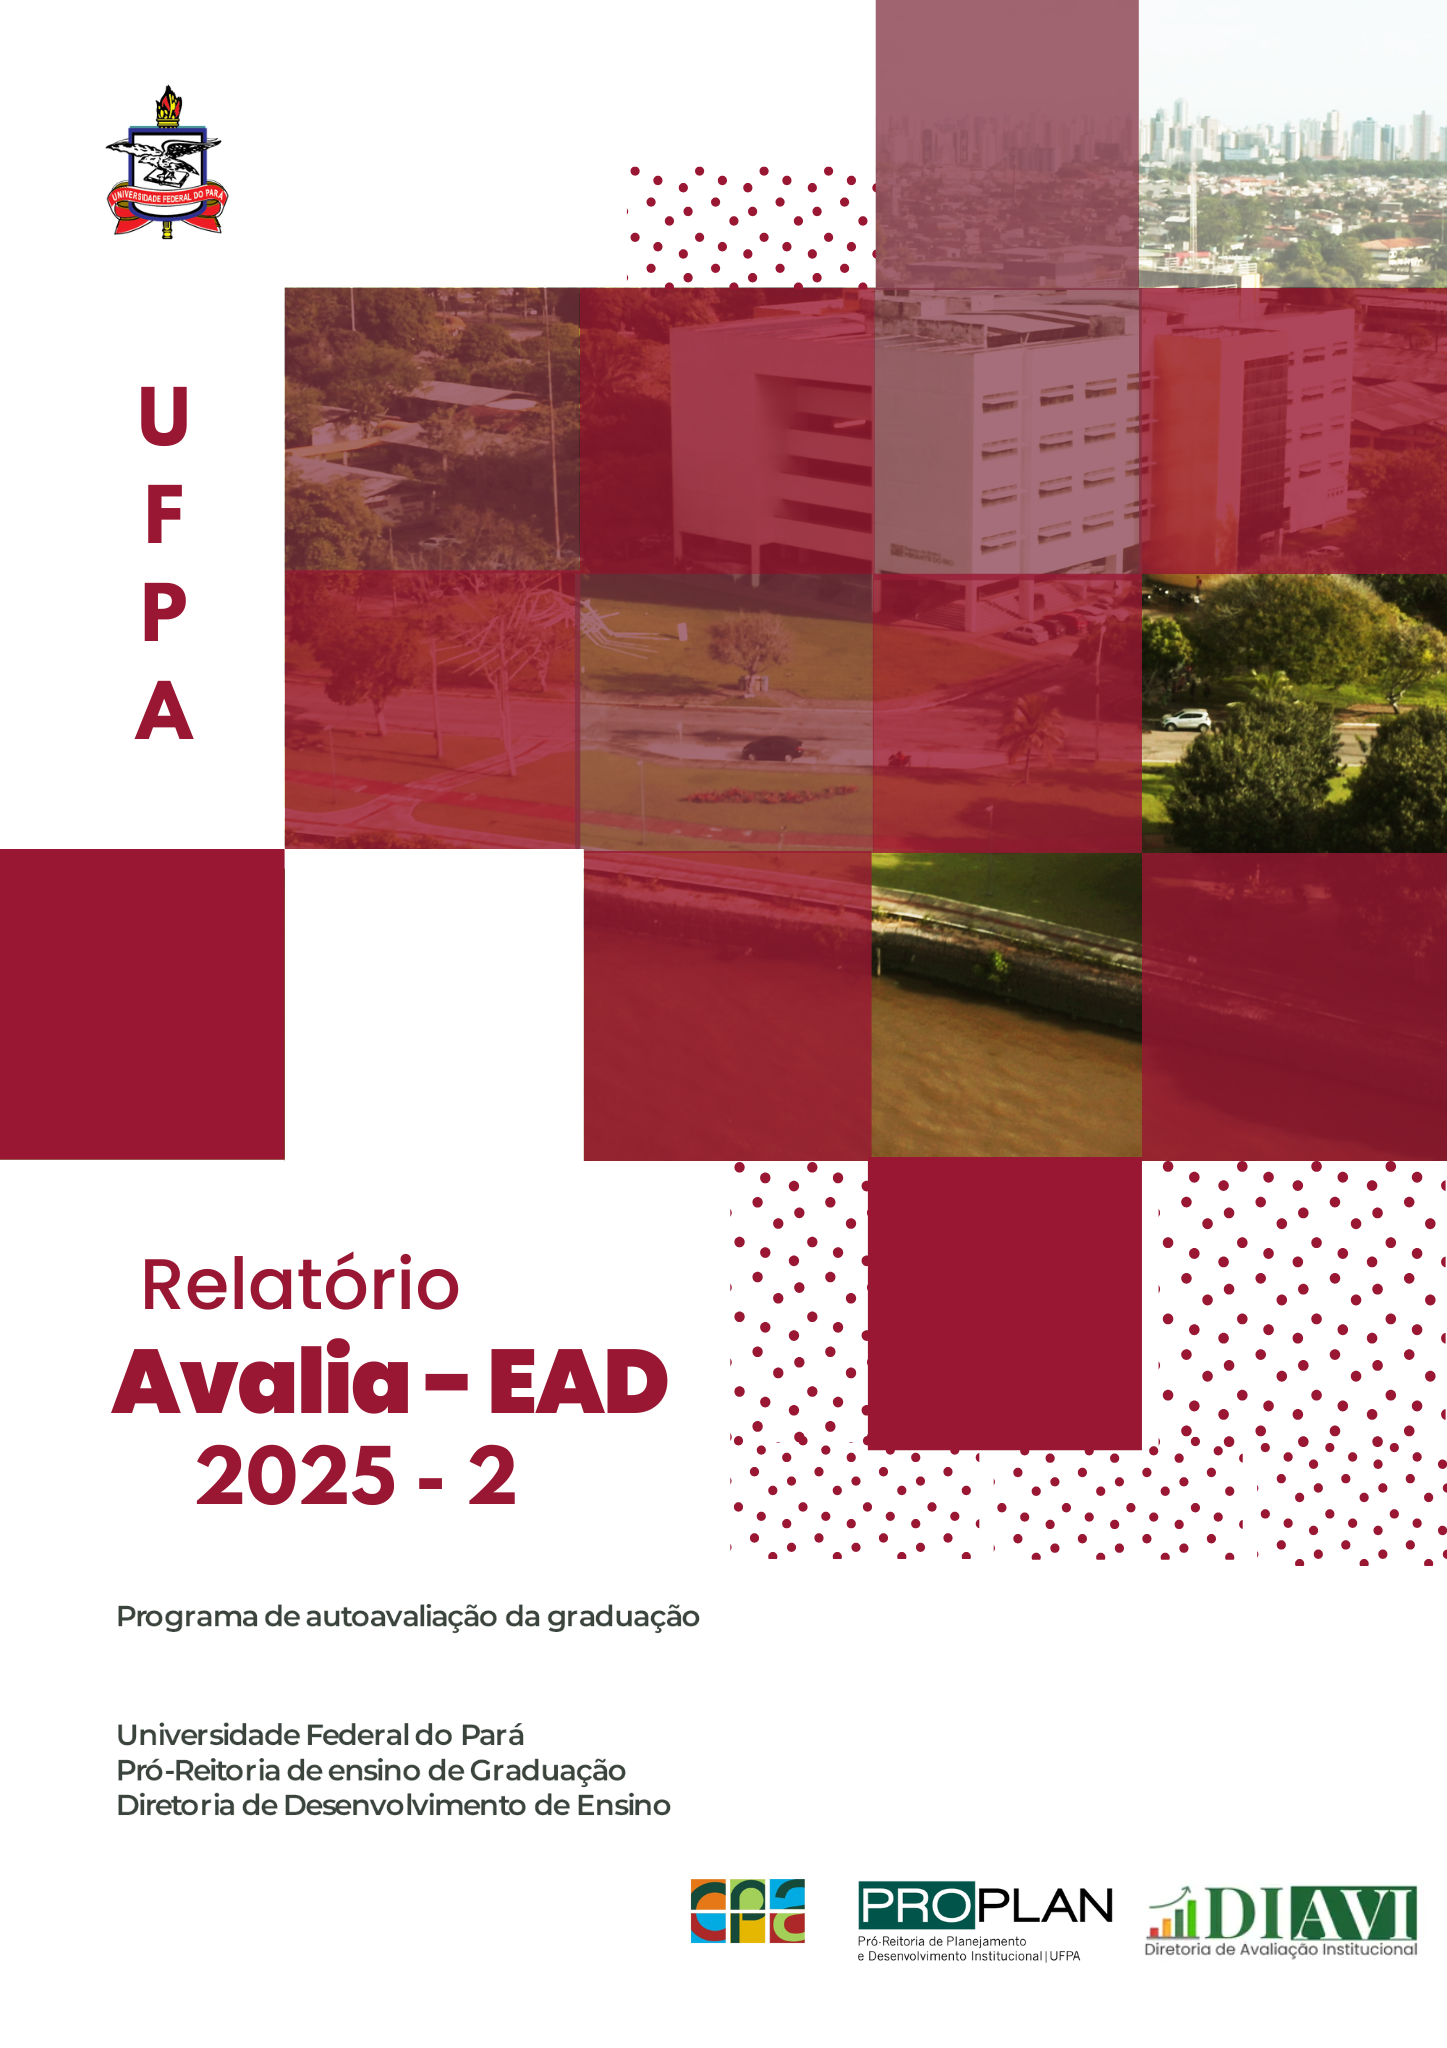 UNIVERSIDADE FEDERAL DO PARÁ
U
F
P
A
Relatório
Avalia – EAD
2025 - 2
Programa de autoavaliação da graduação
Universidade Federal do Pará
Pró-Reitoria de ensino de Graduação
Diretoria de Desenvolvimento de Ensino
cpa
PROPLAN
Pró-Reitoria de Planejamento
e Desenvolvimento Institucional | UFPA
DIAVI
Diretoria de Avaliação Institucional